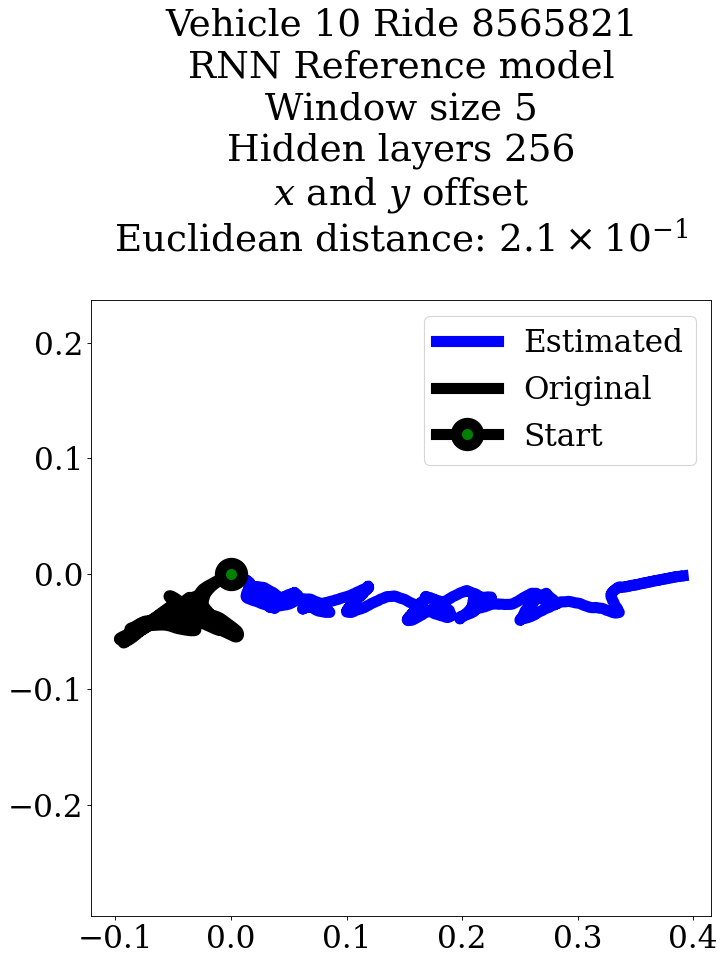 Vehicle 10 Ride 8565821
RNN Reference model
Window size 5
Hidden layers 256
x and y offset
Euclidean distance: 2.1 × 10⁻¹
Estimated
Original
Start
0.2
0.1
0.0
−0.1
−0.2
−0.1 0.0 0.1 0.2 0.3 0.4